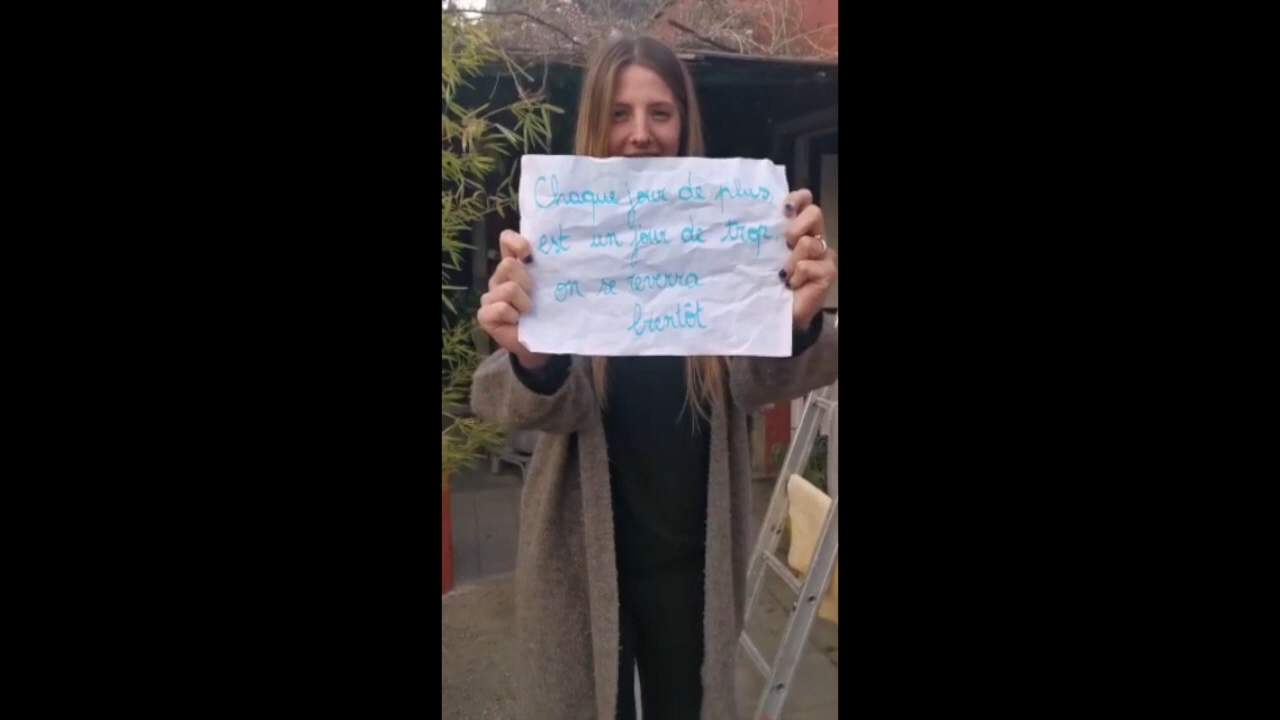 Chaque jour de plus
est un jour de trop.
on se reverra
bientôt